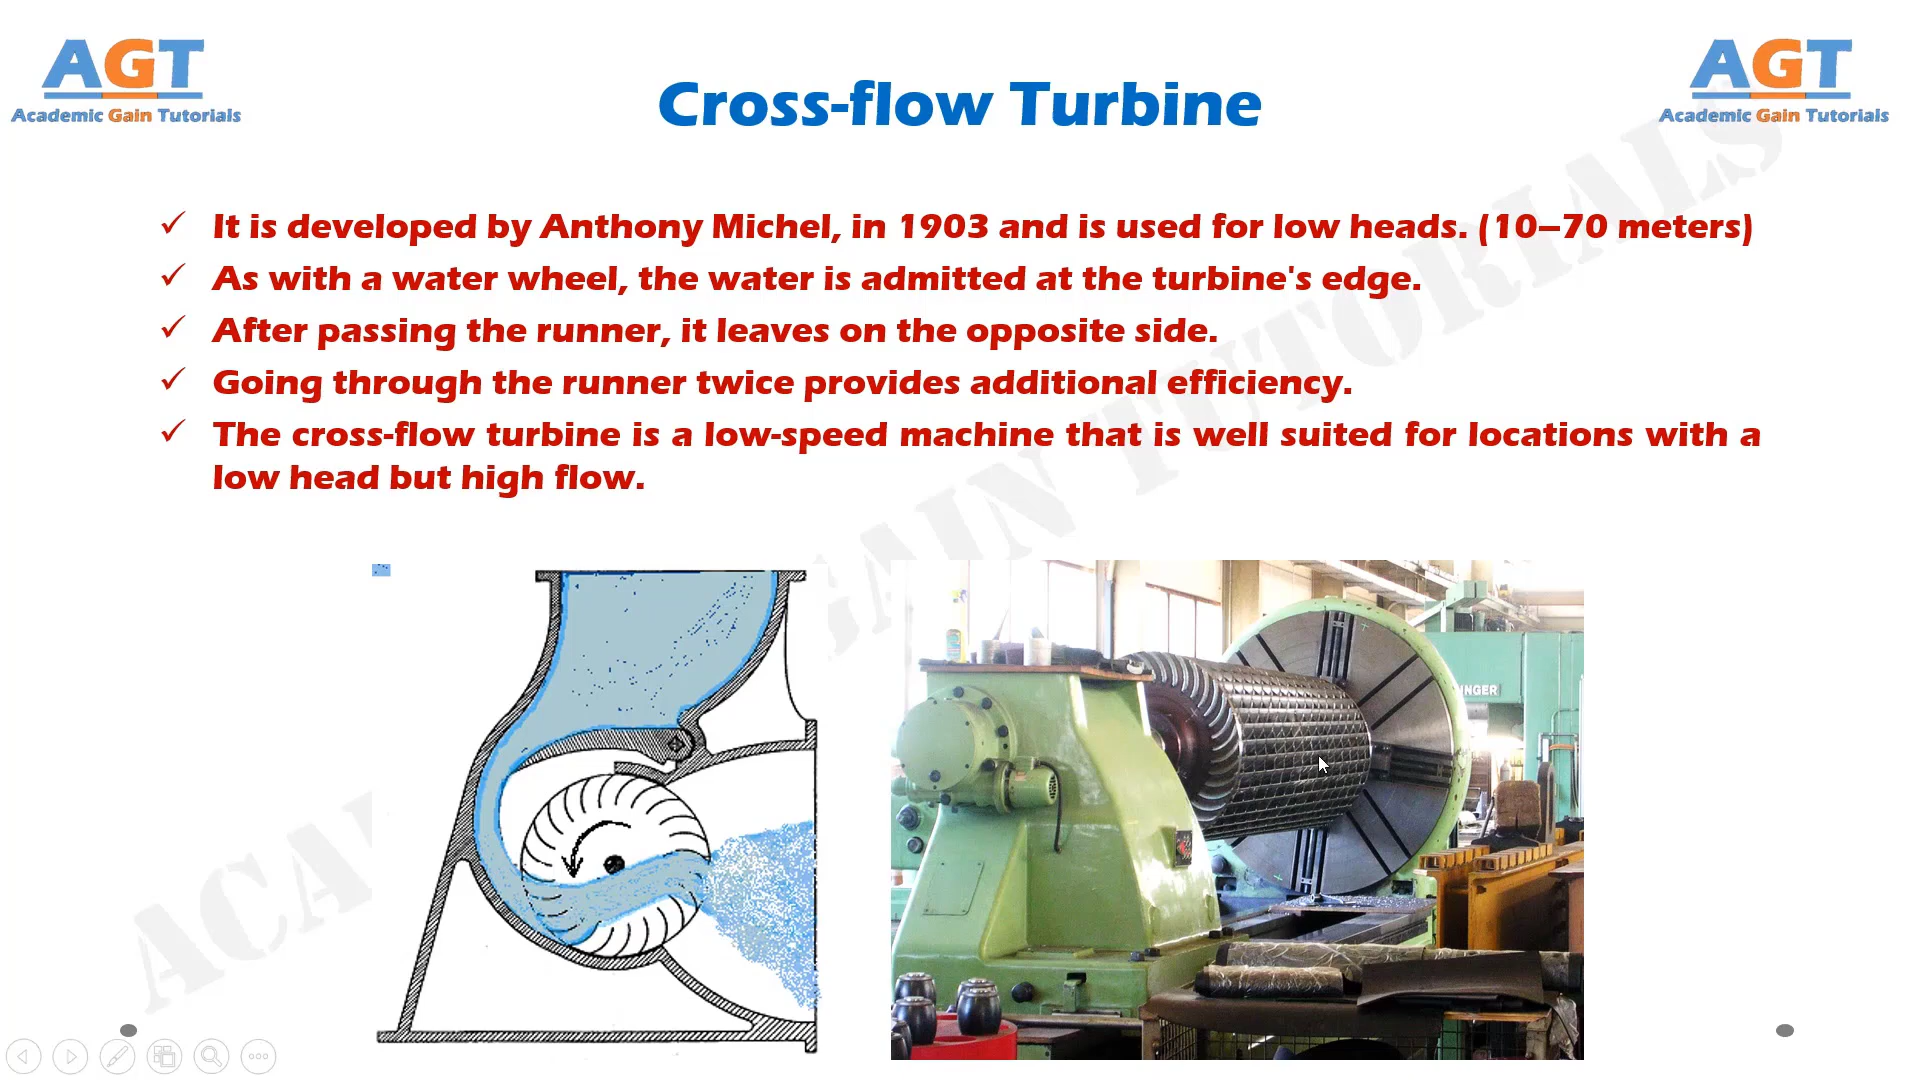 AGT
Academic Gain Tutorials
AGT
Academic Gain Tutorials
Cross-flow Turbine
It is developed by Anthony Michel, in 1903 and is used for low heads. (10–70 meters)
As with a water wheel, the water is admitted at the turbine's edge.
After passing the runner, it leaves on the opposite side.
Going through the runner twice provides additional efficiency.
The cross-flow turbine is a low-speed machine that is well suited for locations with a
low head but high flow.
ACA GAIN TUTORIALS
INGER